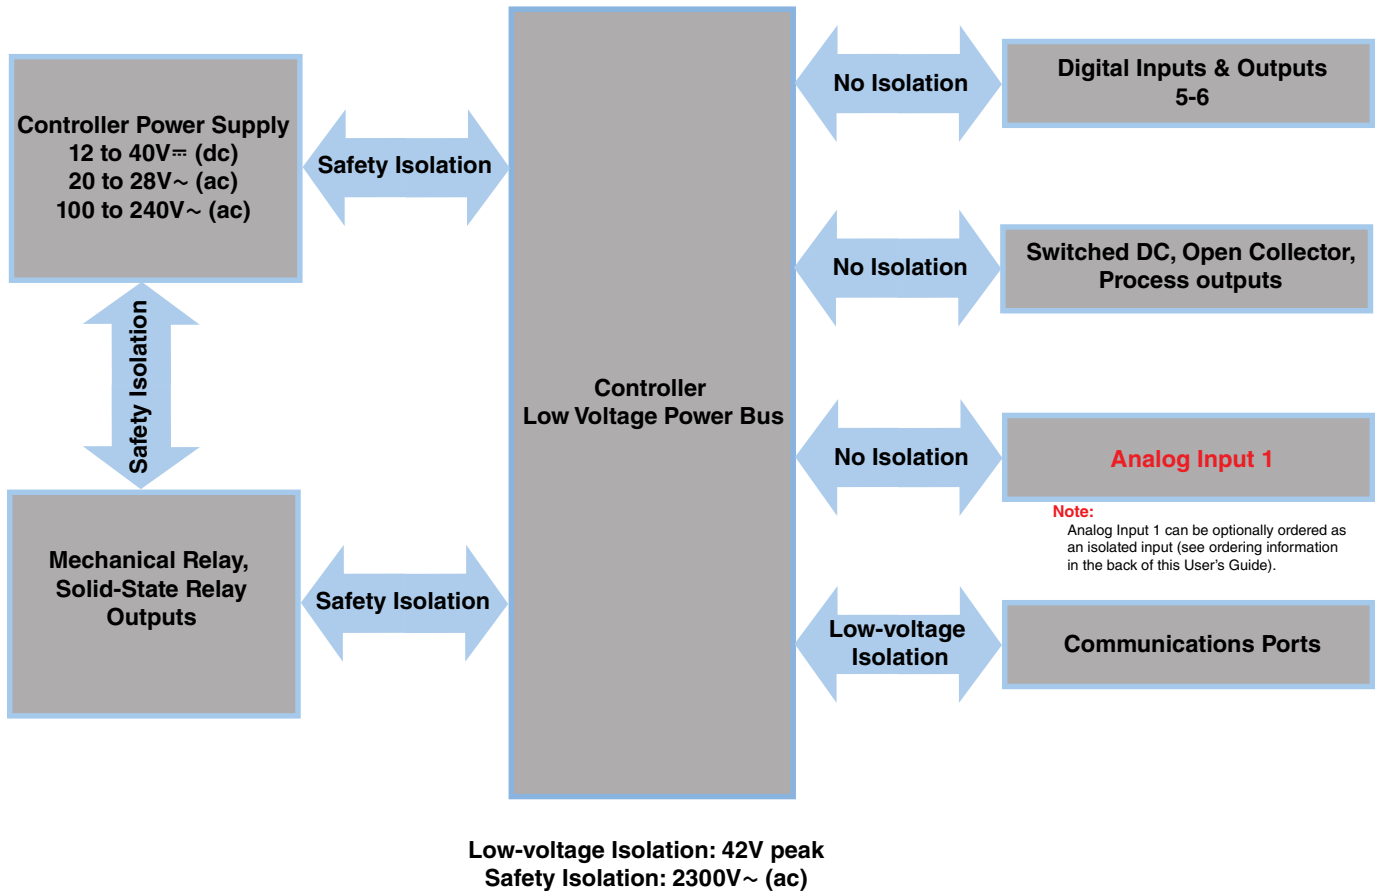 Controller Power Supply
12 to 40V⎓ (dc)
20 to 28V~ (ac)
100 to 240V~ (ac)
Safety Isolation
Safety Isolation
Mechanical Relay,
Solid-State Relay
Outputs
Safety Isolation
Controller
Low Voltage Power Bus
No Isolation
Digital Inputs & Outputs
5-6
No Isolation
Switched DC, Open Collector,
Process outputs
No Isolation
Analog Input 1
Note:
Analog Input 1 can be optionally ordered as
an isolated input (see ordering information
in the back of this User's Guide).
Low-voltage
Isolation
Communications Ports
Low-voltage Isolation: 42V peak
Safety Isolation: 2300V~ (ac)